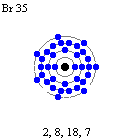 Br 35
2, 8, 18, 7